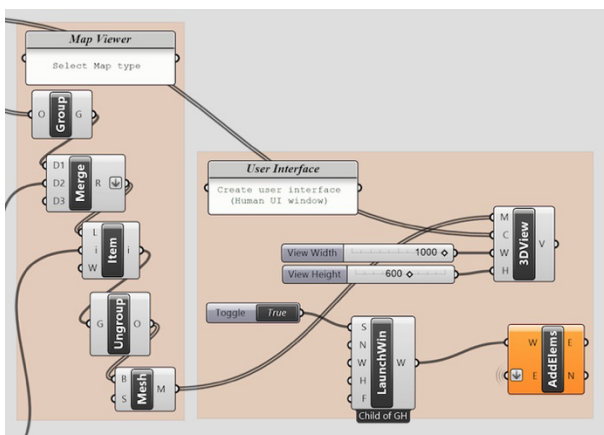 Map Viewer
Select Map type
O Group G
D1
D2 Merge R
D3
L
i Item i
W
G Ungroup O
B
S Mesh M
User Interface
Create user interface
(Human UI window)
View Width 1000
View Height 600
M
C
W
H
3DView V
Toggle True
S
N
W
H
F
LaunchWin W
Child of GH
W
E
AddElems
E
N